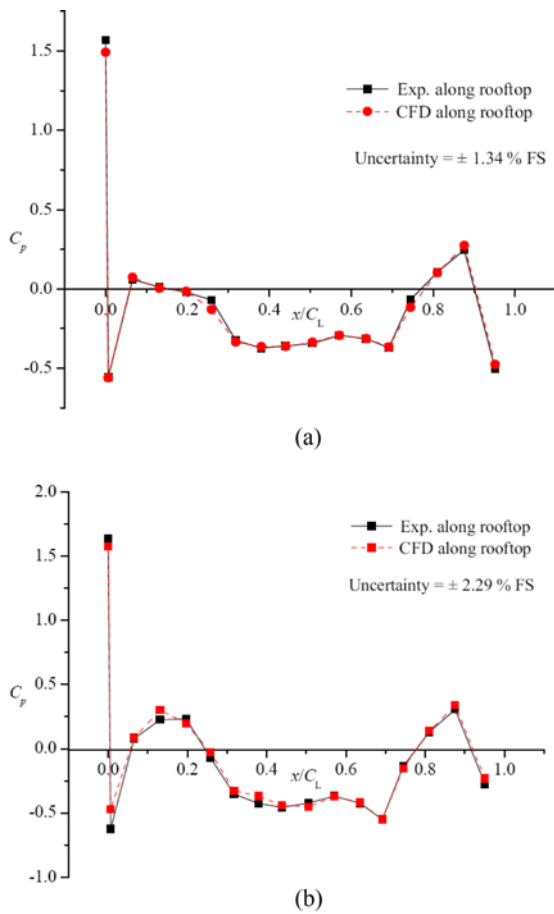 (a)
1.5
Exp. along rooftop
CFD along rooftop
1.0
Uncertainty = ± 1.34 % FS
0.5
Cp
0.0
0.0 0.2 0.4 0.6 0.8 1.0
x/CL
-0.5
(a)
2.0
Exp. along rooftop
1.5
CFD along rooftop
Uncertainty = ± 2.29 % FS
1.0
0.5
Cp
0.0
0.0 0.2 0.4 0.6 0.8 1.0
x/CL
-0.5
-1.0
(b)